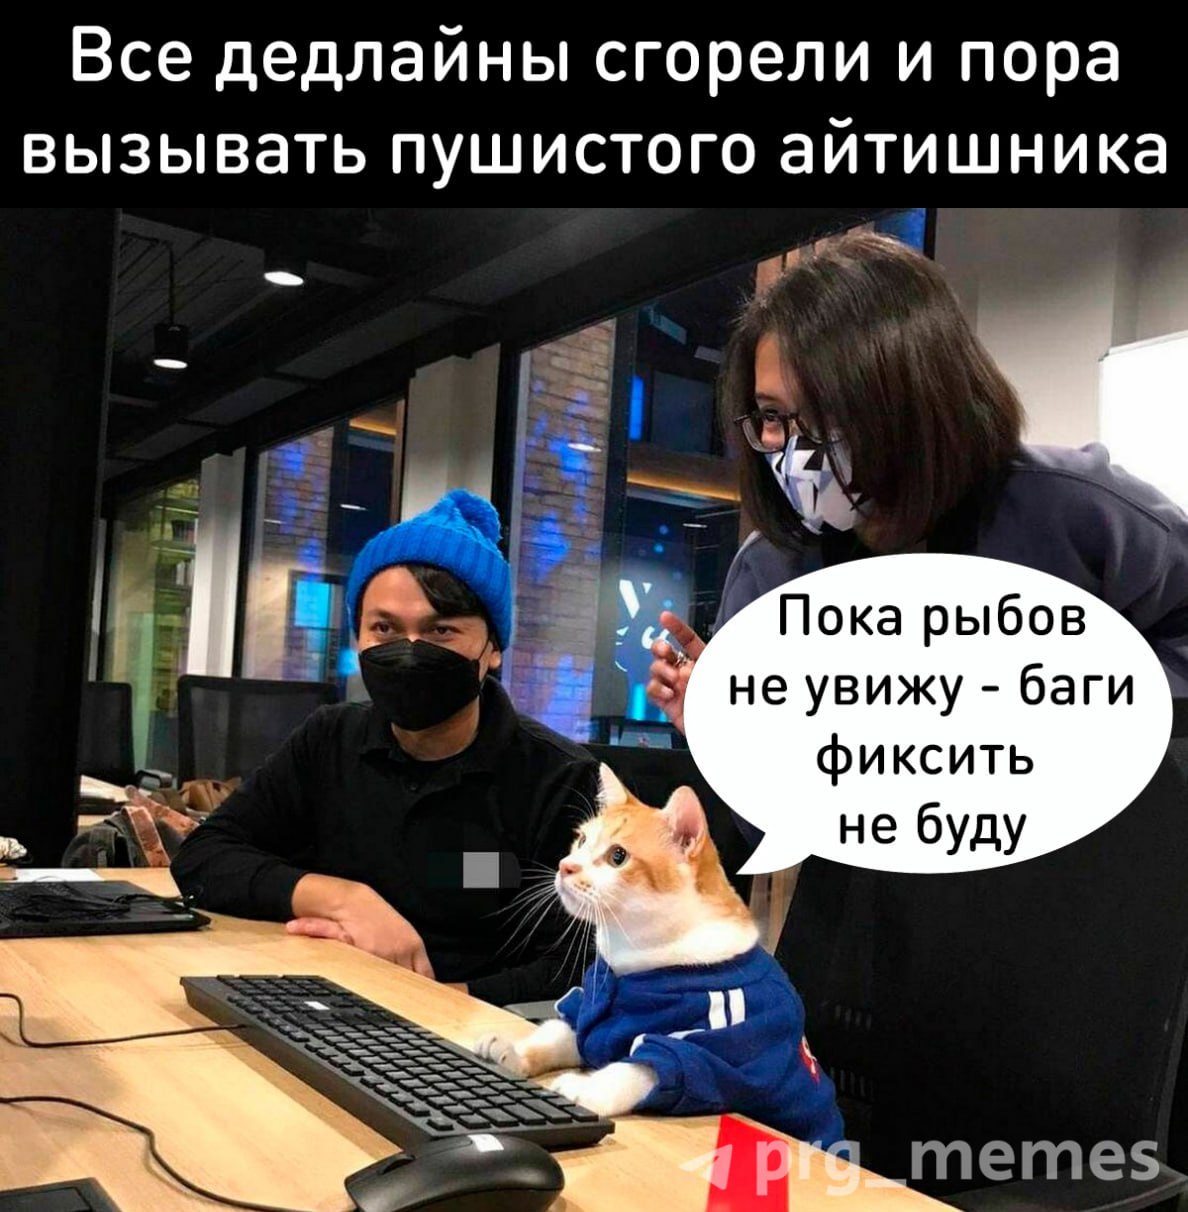 Все дедлайны сгорели и пора
вызывать пушистого айтишника
Пока рыбов
не увижу - баги
фиксить
не буду
prg_memes